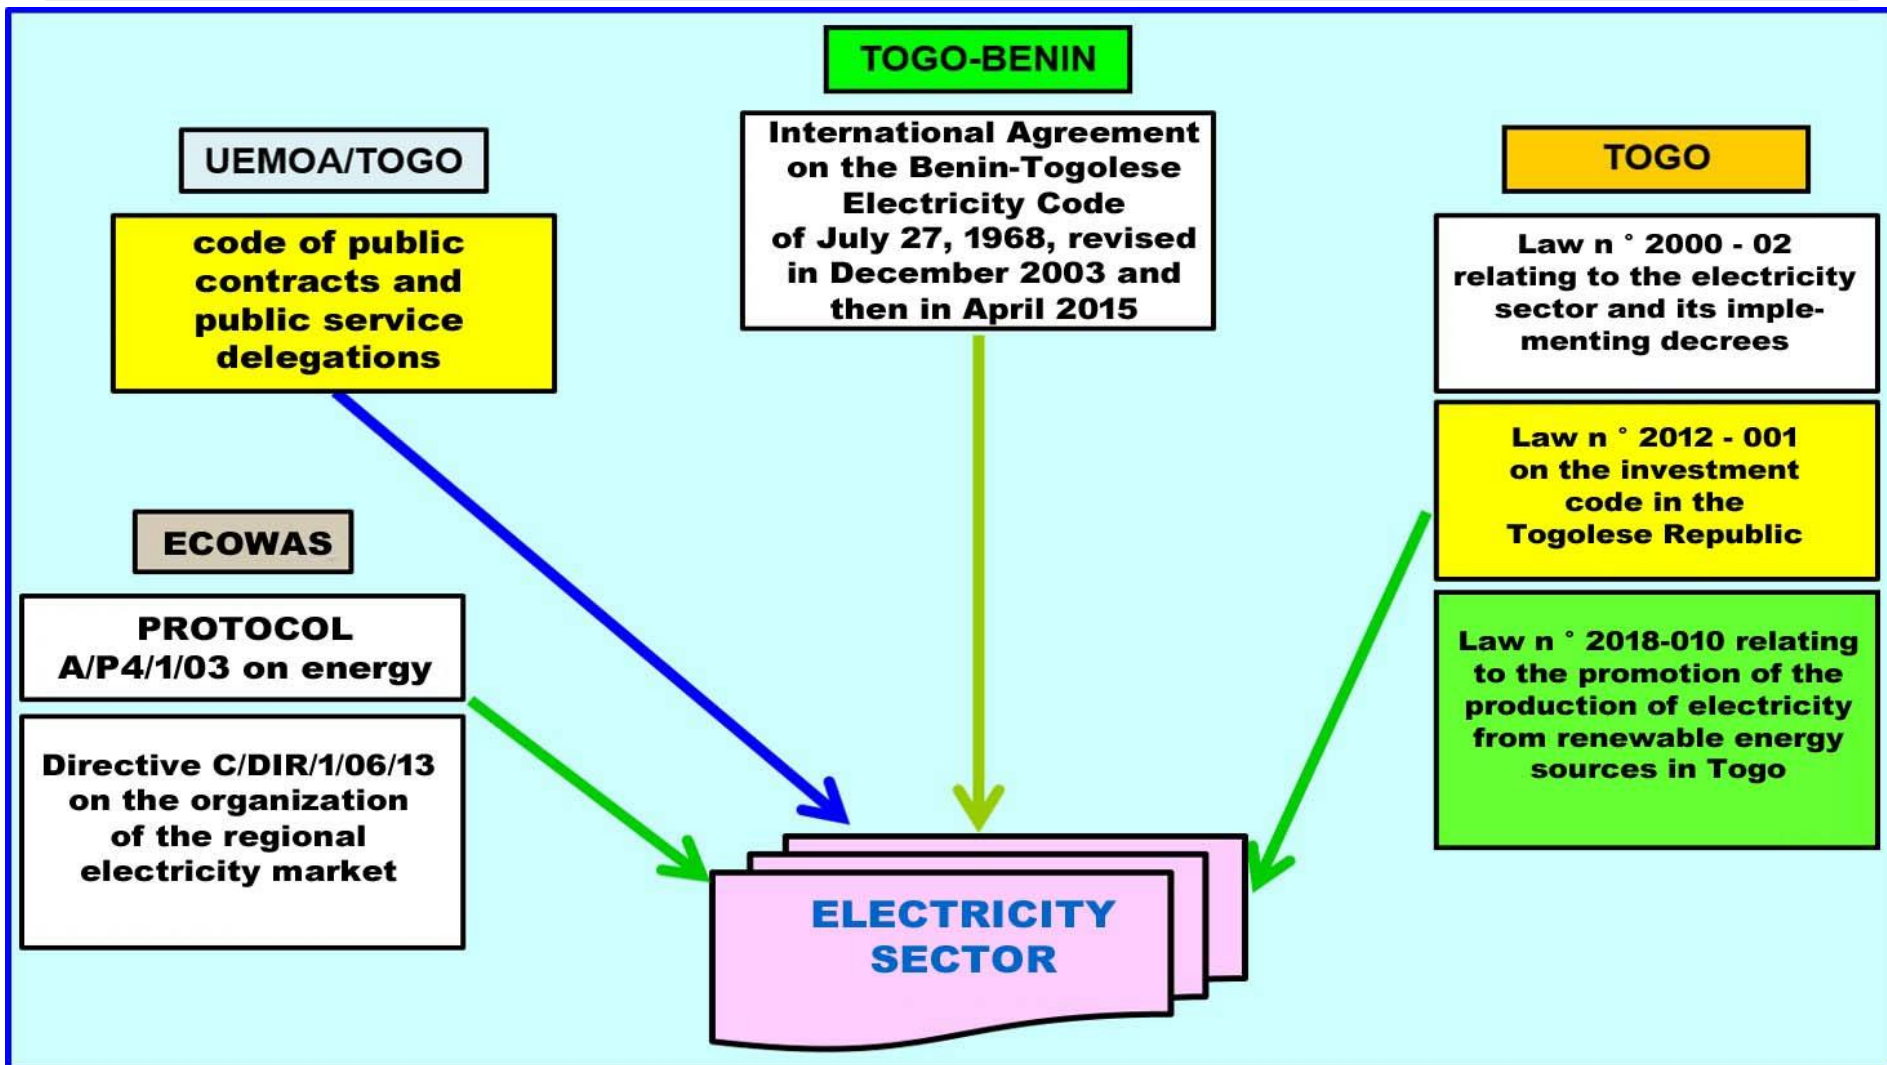 TOGO-BENIN
International Agreement
on the Benin-Togolese
Electricity Code
of July 27, 1968, revised
in December 2003 and
then in April 2015
UEMOA/TOGO
code of public
contracts and
public service
delegations
ECOWAS
PROTOCOL
A/P4/1/03 on energy
Directive C/DIR/1/06/13
on the organization
of the regional
electricity market
TOGO
Law n ° 2000 - 02
relating to the electricity
sector and its imple-
menting decrees
Law n ° 2012 - 001
on the investment
code in the
Togolese Republic
Law n ° 2018-010 relating
to the promotion of the
production of electricity
from renewable energy
sources in Togo
ELECTRICITY
SECTOR